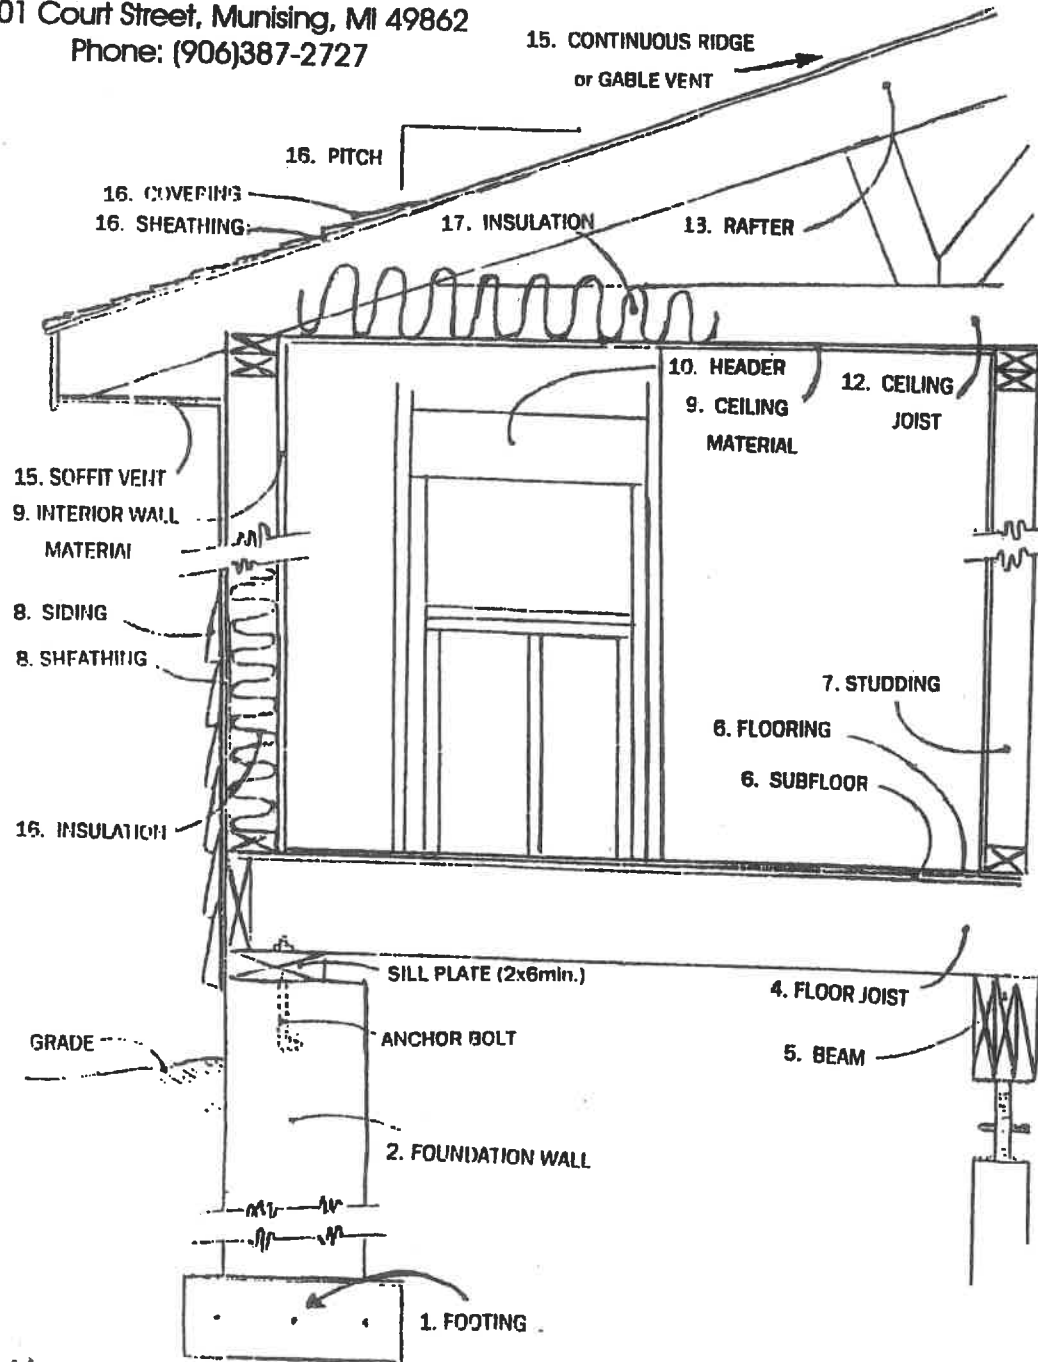 01 Court Street, Munising, MI 49862
Phone: (906)387-2727
15. CONTINUOUS RIDGE
or GABLE VENT
16. PITCH
16. COVERING
16. SHEATHING
17. INSULATION
13. RAFTER
10. HEADER
9. CEILING
MATERIAL
12. CEILING
JOIST
15. SOFFIT VENT
9. INTERIOR WALL
MATERIAL
8. SIDING
8. SHEATHING
7. STUDDING
6. FLOORING
6. SUBFLOOR
16. INSULATION
SILL PLATE (2x6min.)
4. FLOOR JOIST
ANCHOR BOLT
GRADE
5. BEAM
2. FOUNDATION WALL
1. FOOTING